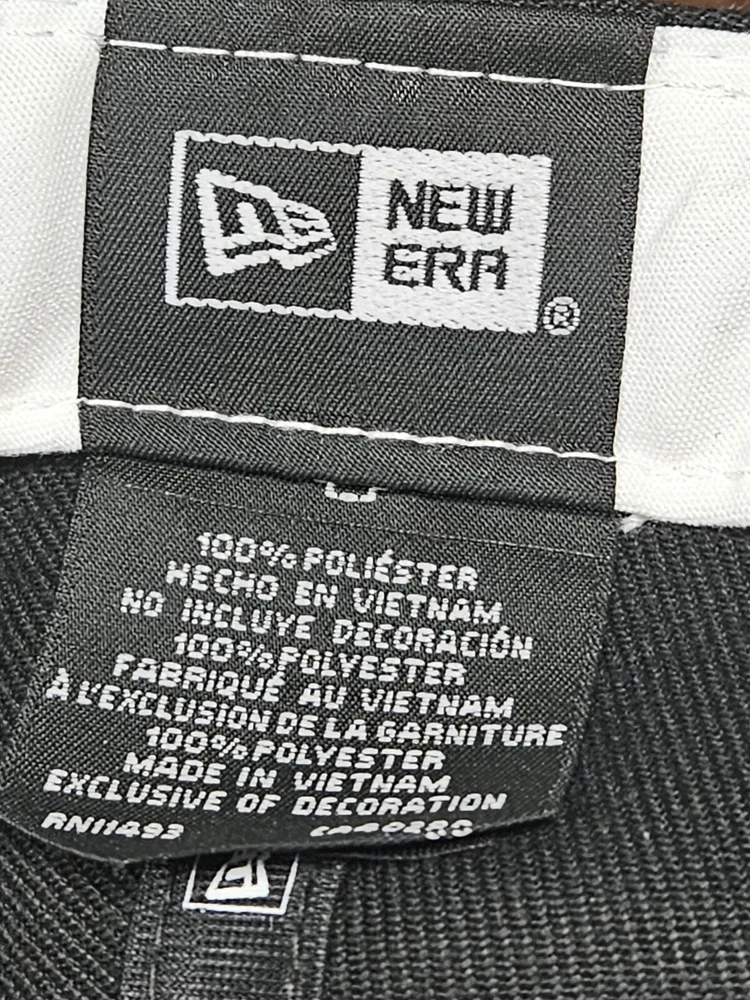 NEW
ERA
®
100% POLIÉSTER
HECHO EN VIETNAM
NO INCLUYE DECORACIÓN
100% POLYESTER
FABRIQUÉ AU VIETNAM
À L'EXCLUSION DE LA GARNITURE
100% POLYESTER
MADE IN VIETNAM
EXCLUSIVE OF DECORATION
RN11493